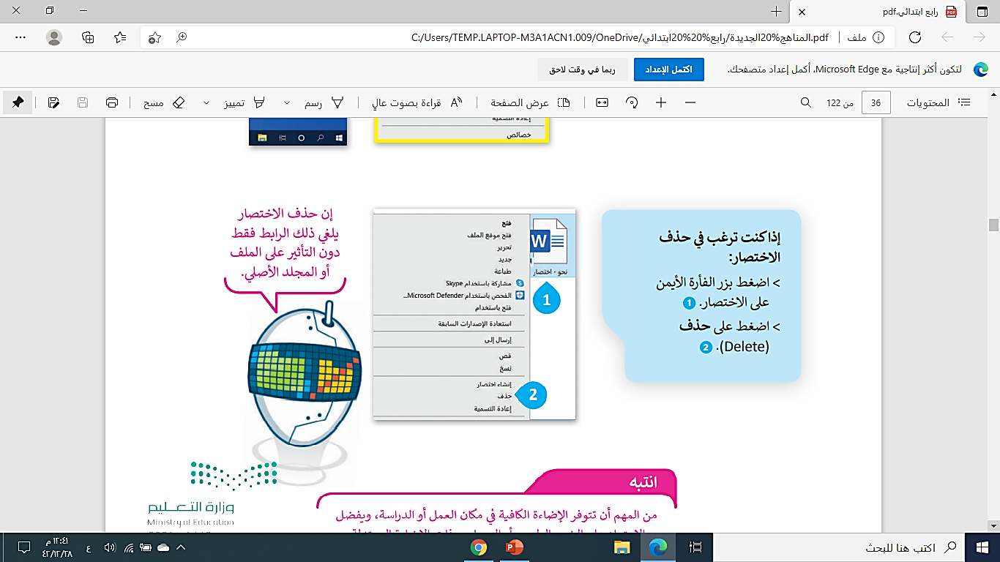 رابع ابتدائي.pdf
ملف
C:/Users/TEMP.LAPTOP-M3A1ACN1.009/OneDrive/المناهج%20الجديدة/رابع%20%20ابتدائي.pdf
لتكون أكثر إنتاجية مع Microsoft Edge، أكمل إعداد متصفحك.
اكتمل الإعداد
ربما في وقت لاحق
المحتويات
36
من 122
عرض الصفحة
قراءة بصوت عالٍ
رسم
تمييز
مسح
إعادة التسمية
خصائص
إذا كنت ترغب في حذف
الاختصار:
> اضغط بزر الفأرة الأيمن
على الاختصار. 1
> اضغط على حذف
(Delete). 2
W
نحو - اختصار
1
فتح
فتح موقع الملف
تحرير
جديد
طباعة
مشاركة باستخدام Skype
الفحص باستخدام Microsoft Defender...
فتح باستخدام
استعادة الإصدارات السابقة
إرسال إلى
قص
نسخ
إنشاء اختصار
حذف
2
إعادة التسمية
إن حذف الاختصار
يلغي ذلك الرابط فقط
دون التأثير على الملف
أو المجلد الأصلي.
انتبه
من المهم أن تتوفر الإضاءة الكافية في مكان العمل أو الدراسة، ويفضل
وزارة التعليم
Ministry of Education
اكتب هنا للبحث
ع
١٢:٤١ م
٤٢/١٢/٢٨